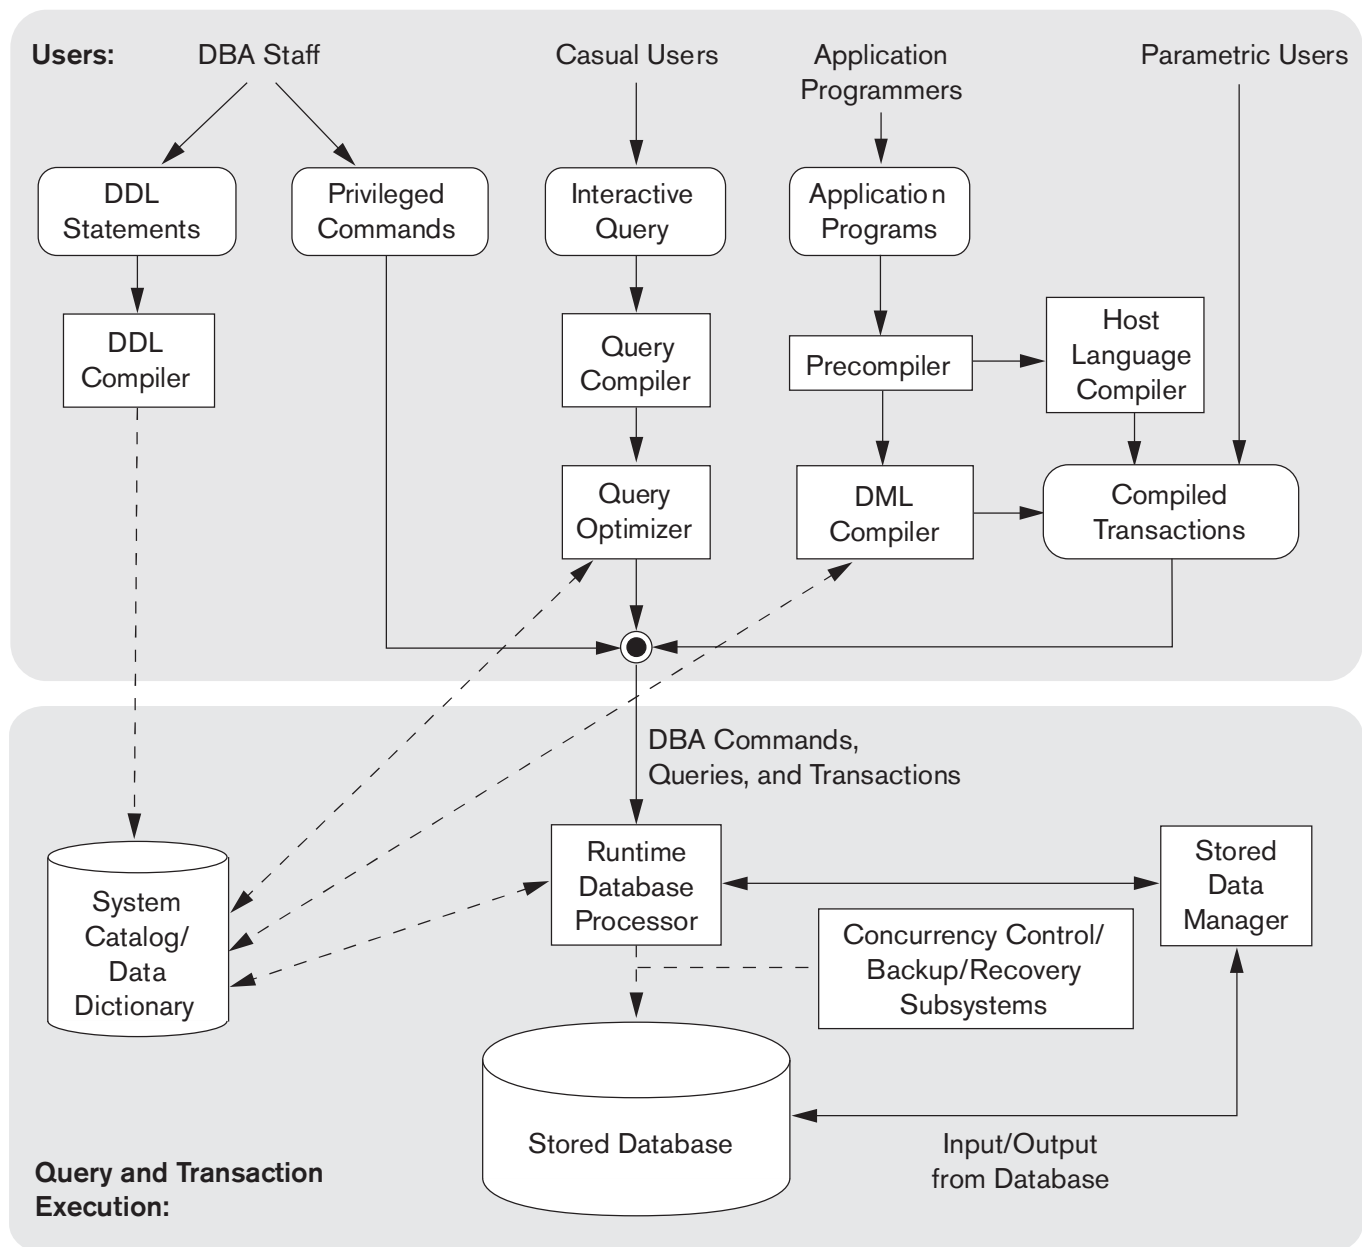 Users:
DBA Staff
Casual Users
Application
Programmers
Parametric Users
DDL
Statements
Privileged
Commands
Interactive
Query
Application
Programs
DDL
Compiler
Query
Compiler
Precompiler
Host
Language
Compiler
Query
Optimizer
DML
Compiler
Compiled
Transactions
DBA Commands,
Queries, and Transactions
System
Catalog/
Data
Dictionary
Runtime
Database
Processor
Stored
Data
Manager
Concurrency Control/
Backup/Recovery
Subsystems
Stored Database
Input/Output
from Database
Query and Transaction
Execution: